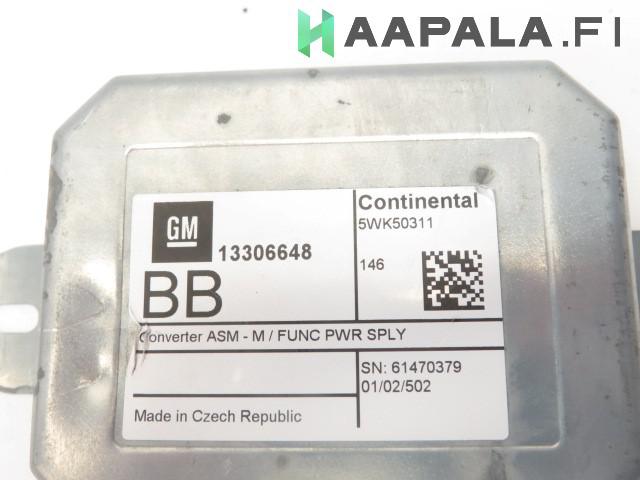 HAAPALA.FI
GM
13306648
BB
Continental
5WK50311
146
Converter ASM - M / FUNC PWR SPLY
SN: 61470379
01/02/502
Made in Czech Republic